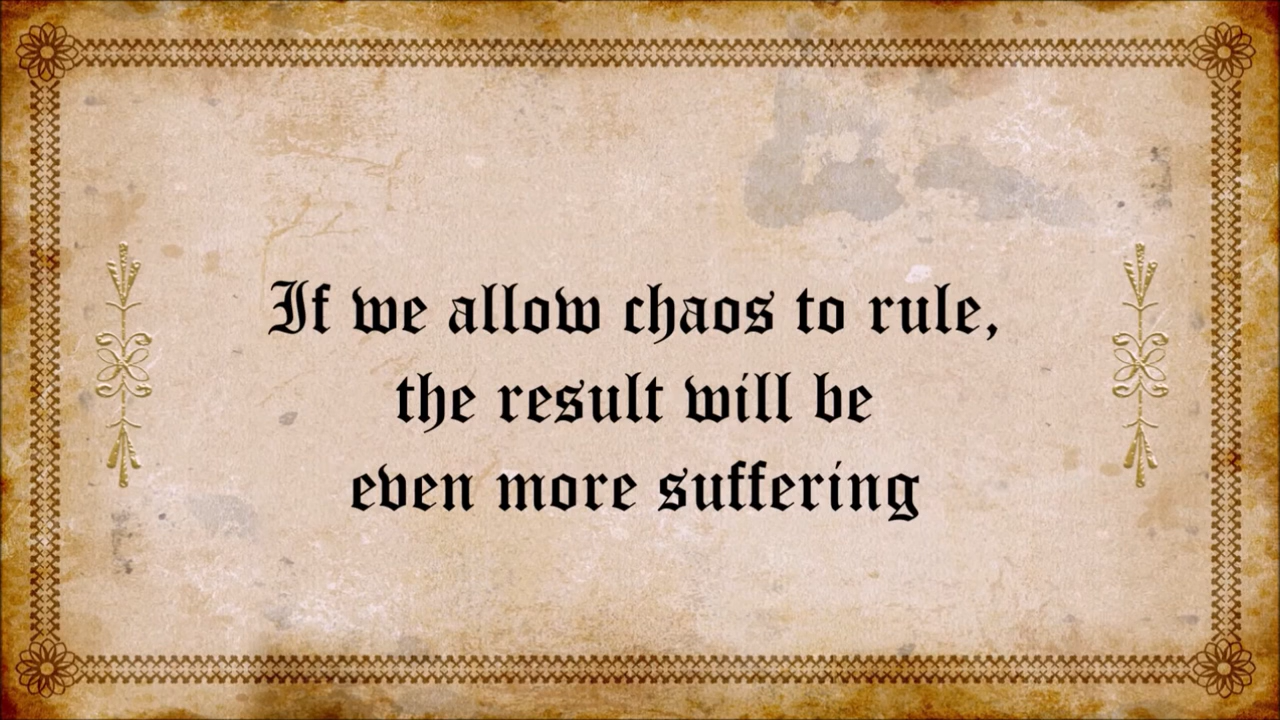 If we allow chaos to rule,
the result will be
even more suffering